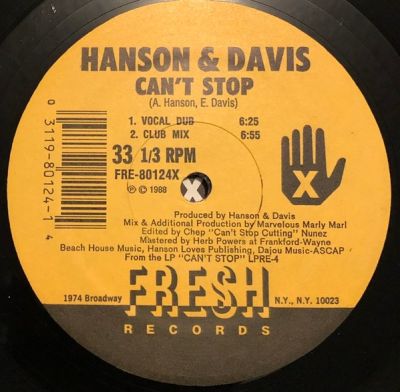 HANSON & DAVIS
CAN'T STOP
(A. Hanson, E. Davis)
1. VOCAL DUB 6:25
2. CLUB MIX 6:55
33 1/3 RPM
FRE-80124X
℗ © 1988
X
X
0 3119-80124-1 4
Produced by Hanson & Davis
Mix & Additional Production by Marvelous Marly Marl
Edited by Chep "Can't Stop Cutting" Nunez
Mastered by Herb Powers at Frankford-Wayne
Beach House Music, Hanson Loves Publishing, Dajou Music-ASCAP
From the LP "CAN'T STOP" LPRE-4
1974 Broadway
FRESH
N.Y., N.Y. 10023
RECORDS